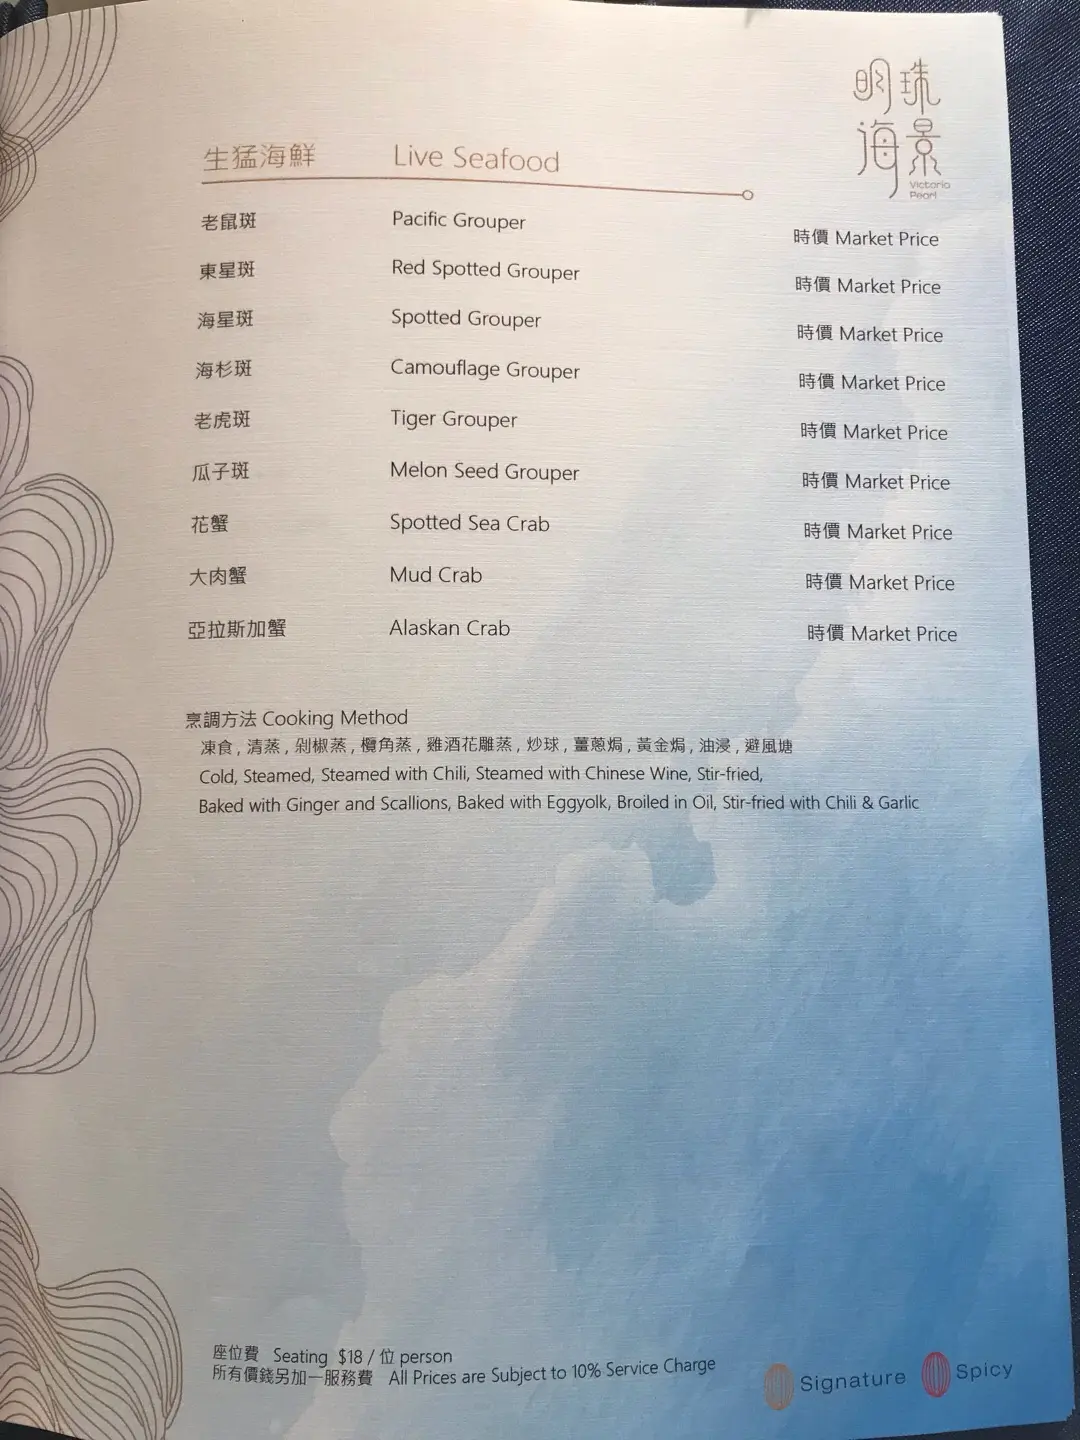 明珠
海景
Victoria
Pearl
生猛海鮮 Live Seafood
老鼠斑 Pacific Grouper 時價 Market Price
東星斑 Red Spotted Grouper 時價 Market Price
海星斑 Spotted Grouper 時價 Market Price
海杉斑 Camouflage Grouper 時價 Market Price
老虎斑 Tiger Grouper 時價 Market Price
瓜子斑 Melon Seed Grouper 時價 Market Price
花蟹 Spotted Sea Crab 時價 Market Price
大肉蟹 Mud Crab 時價 Market Price
亞拉斯加蟹 Alaskan Crab 時價 Market Price
烹調方法 Cooking Method
凍食 , 清蒸 , 剁椒蒸 , 欖角蒸 , 雞酒花雕蒸 , 炒球 , 薑蔥焗 , 黃金焗 , 油浸 , 避風塘
Cold, Steamed, Steamed with Chili, Steamed with Chinese Wine, Stir-fried,
Baked with Ginger and Scallions, Baked with Eggyolk, Broiled in Oil, Stir-fried with Chili & Garlic
座位費 Seating $18 / 位 person
所有價錢另加一服務費 All Prices are Subject to 10% Service Charge
Signature Spicy